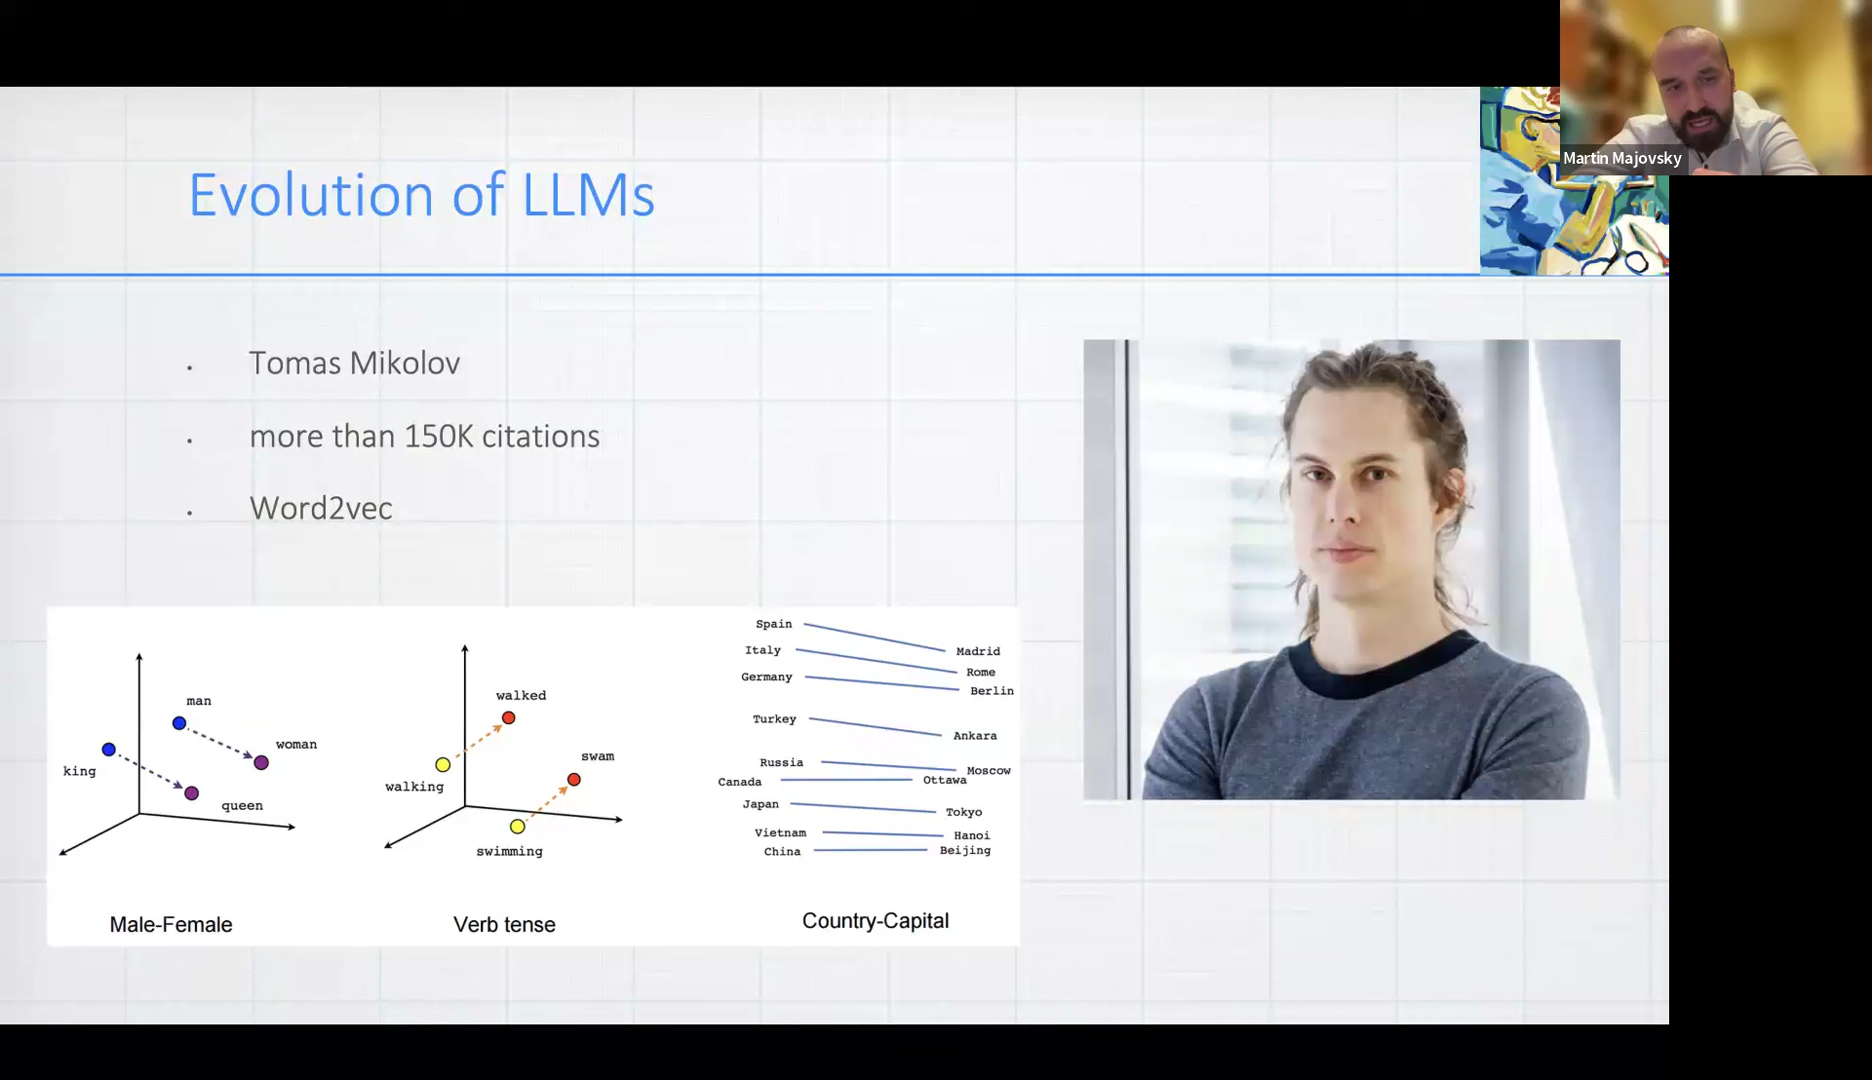 Martin Majovsky
Evolution of LLMs
Tomas Mikolov
more than 150K citations
Word2vec
man
woman
king
queen
Male-Female
walked
swam
walking
swimming
Verb tense
Spain
Madrid
Italy
Rome
Germany
Berlin
Turkey
Ankara
Russia
Moscow
Canada
Ottawa
Japan
Tokyo
Vietnam
Hanoi
China
Beijing
Country-Capital